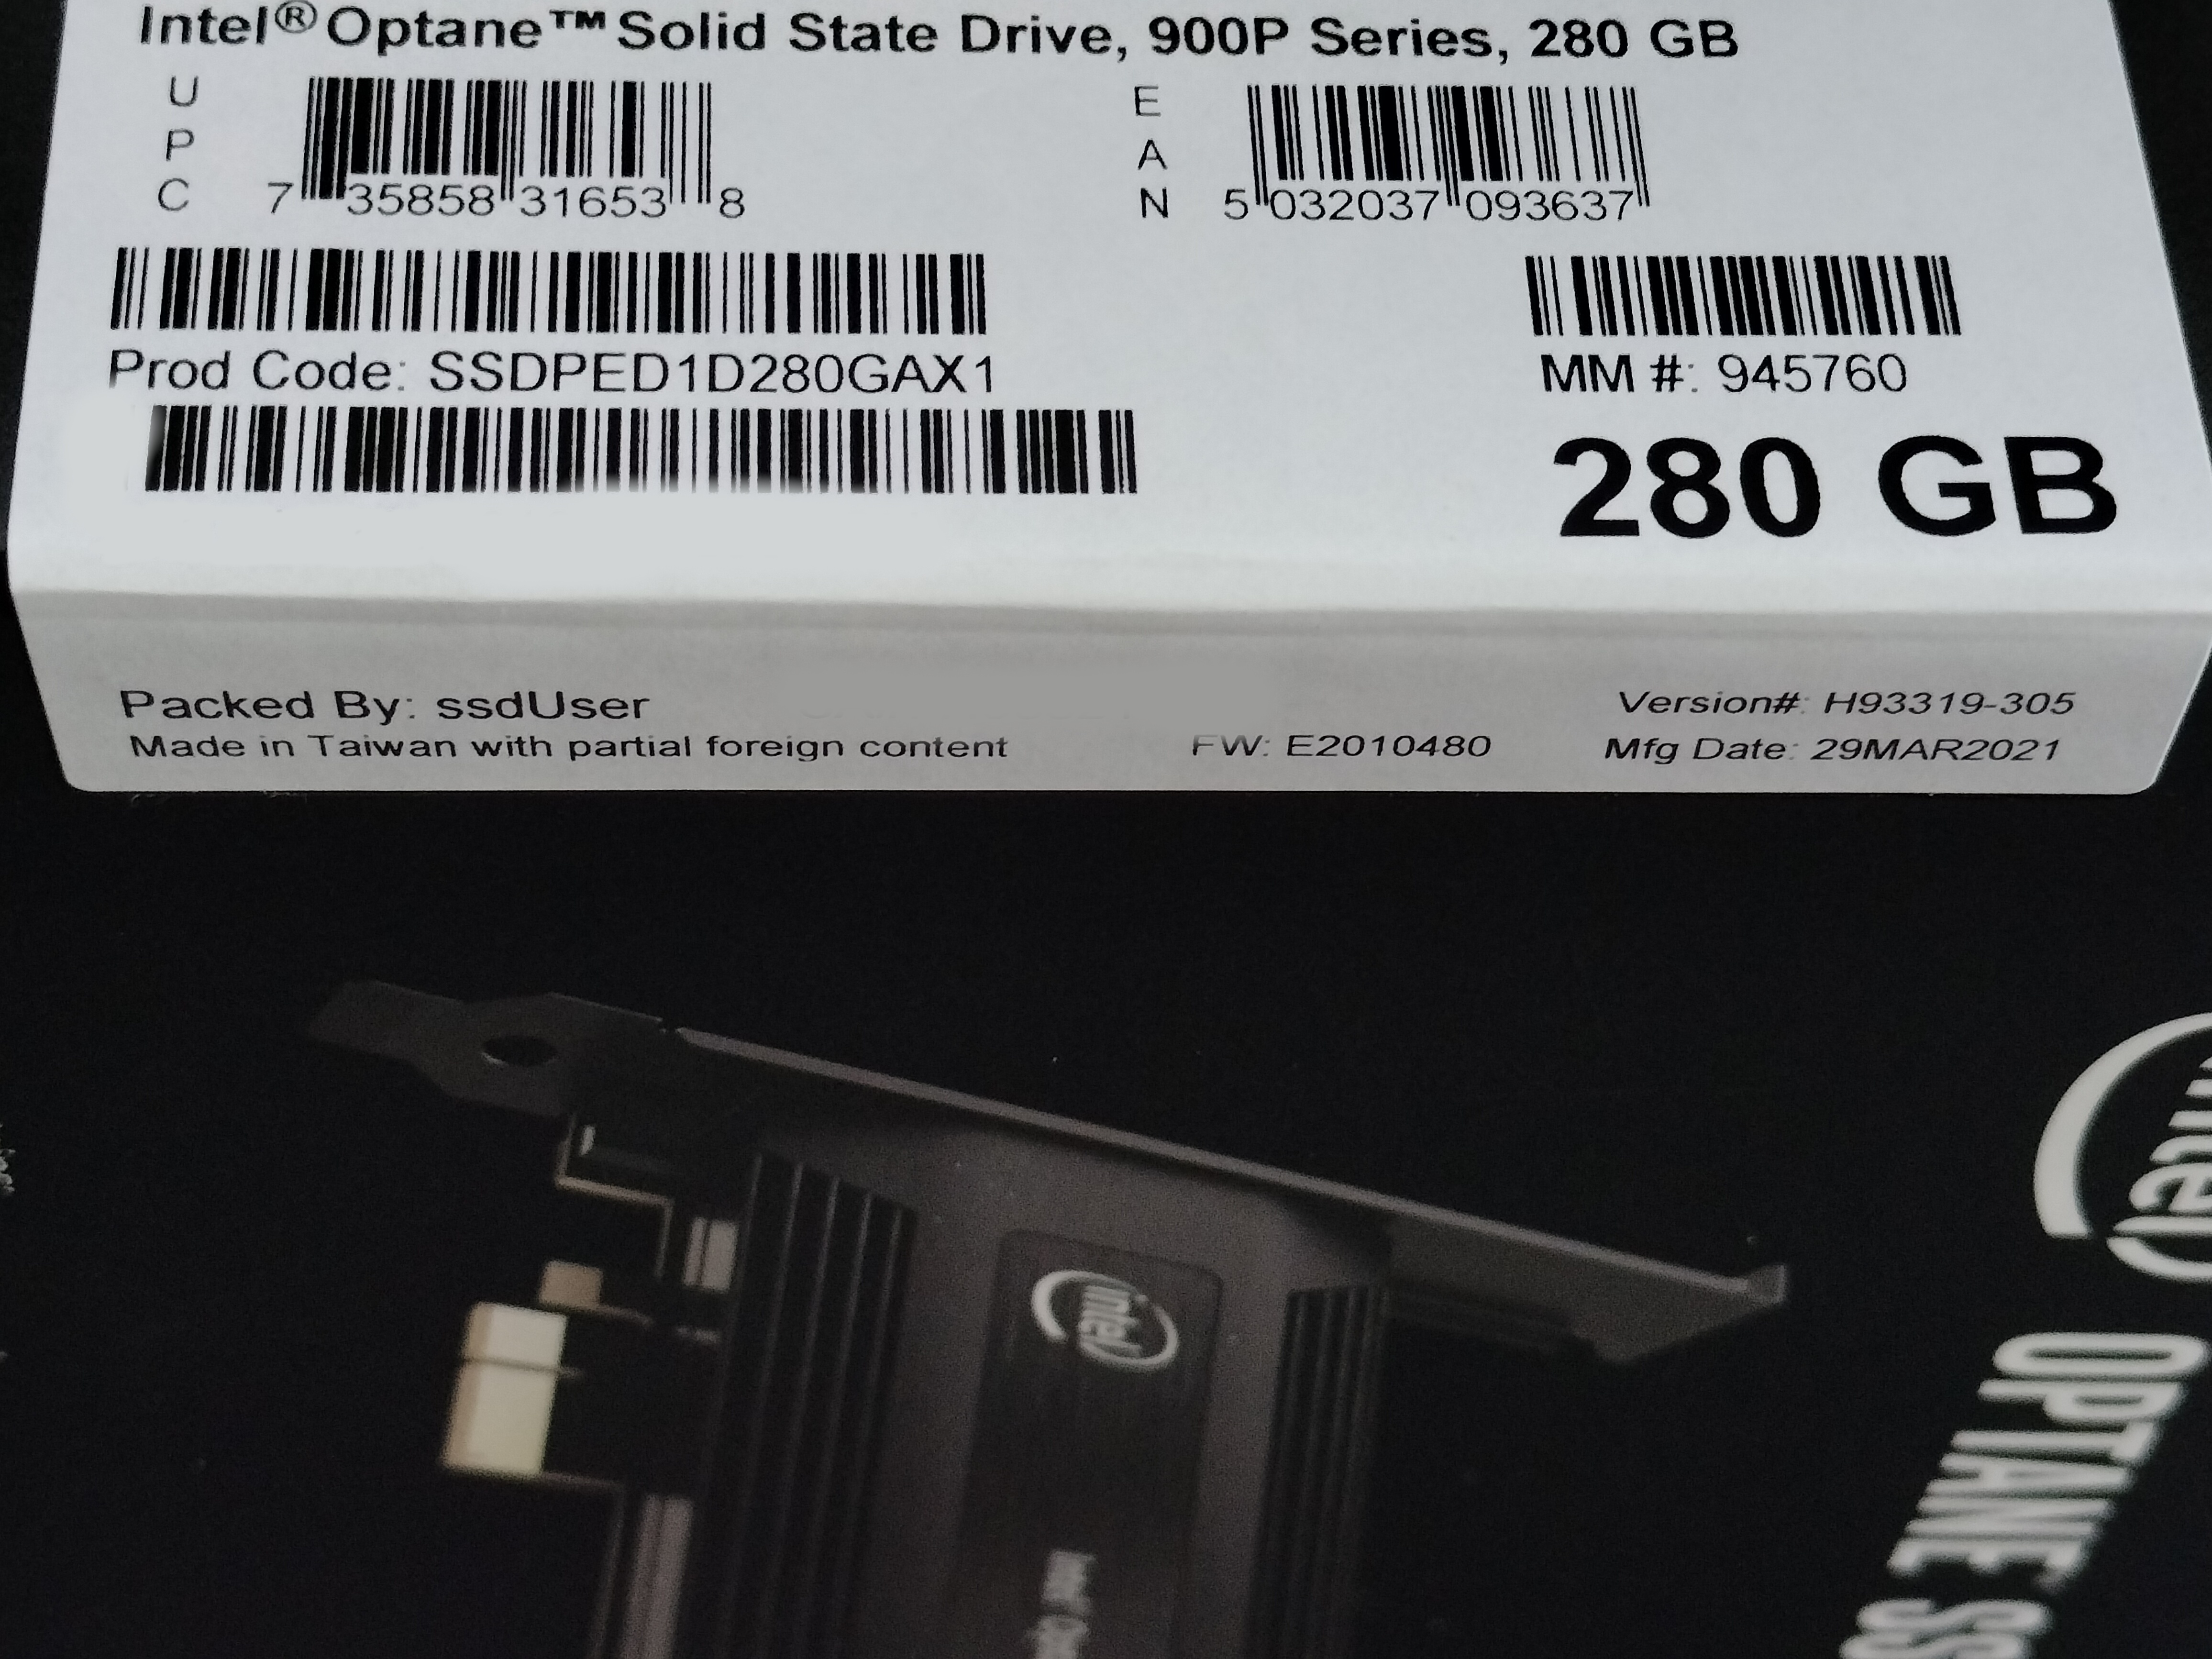 Intel® Optane™ Solid State Drive, 900P Series, 280 GB
U
P
C
7 35858 31653 8
E
A
N
5 032037 093637
Prod Code: SSDPED1D280GAX1
MM #: 945760
280 GB
Packed By: ssdUser
Version#: H93319-305
Made in Taiwan with partial foreign content
FW: E2010480
Mfg Date: 29MAR2021
intel
intel
OPTANE SS